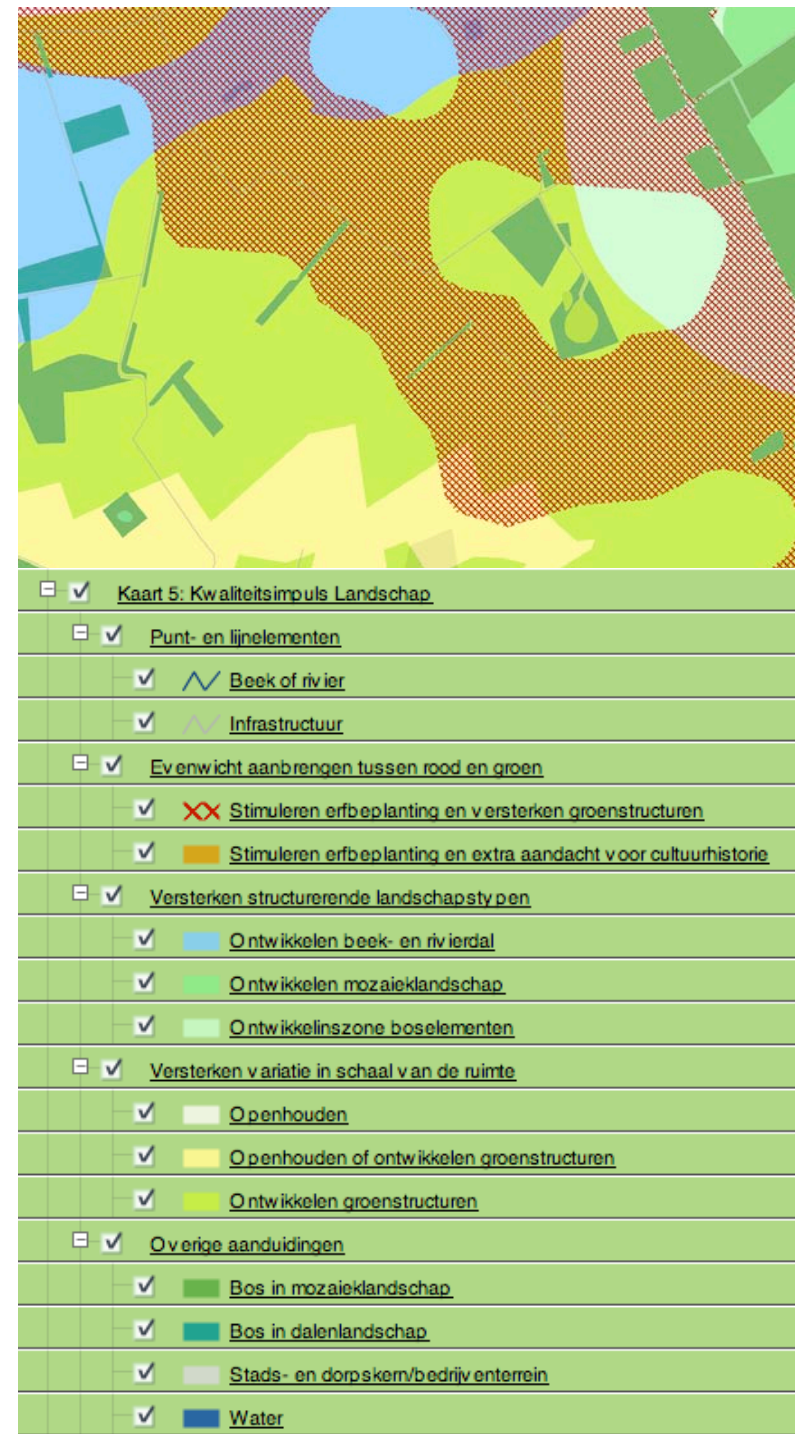 Kaart 5: Kwaliteitsimpuls Landschap
Punt- en lijnelementen
Beek of rivier
Infrastructuur
Evenwicht aanbrengen tussen rood en groen
Stimuleren erfbeplanting en versterken groenstructuren
Stimuleren erfbeplanting en extra aandacht voor cultuurhistorie
Versterken structurerende landschapstypen
Ontwikkelen beek- en rivierdal
Ontwikkelen mozaieklandschap
Ontwikkelinszone boselementen
Versterken variatie in schaal van de ruimte
Openhouden
Openhouden of ontwikkelen groenstructuren
Ontwikkelen groenstructuren
Overige aanduidingen
Bos in mozaieklandschap
Bos in dalenlandschap
Stads- en dorpskern/bedrijventerrein
Water